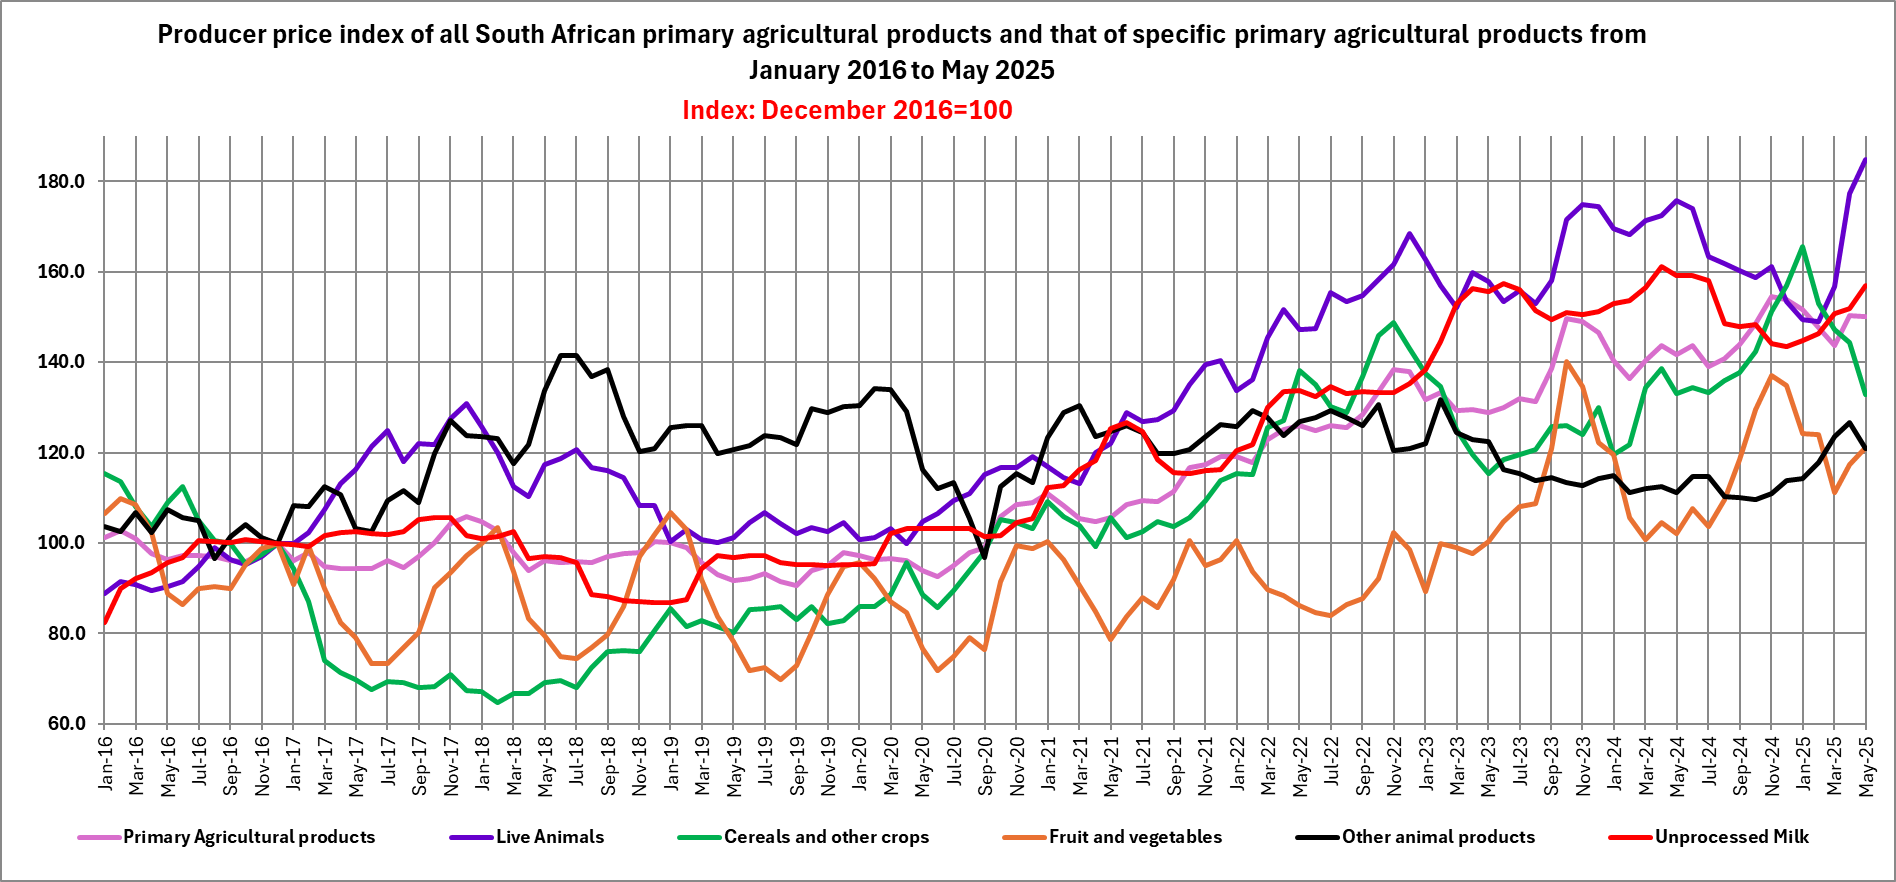 Producer price index of all South African primary agricultural products and that of specific primary agricultural products from
January 2016 to May 2025
Index: December 2016=100
180.0
160.0
140.0
120.0
100.0
80.0
60.0
Jan-16
Mar-16
May-16
Jul-16
Sep-16
Nov-16
Jan-17
Mar-17
May-17
Jul-17
Sep-17
Nov-17
Jan-18
Mar-18
May-18
Jul-18
Sep-18
Nov-18
Jan-19
Mar-19
May-19
Jul-19
Sep-19
Nov-19
Jan-20
Mar-20
May-20
Jul-20
Sep-20
Nov-20
Jan-21
Mar-21
May-21
Jul-21
Sep-21
Nov-21
Jan-22
Mar-22
May-22
Jul-22
Sep-22
Nov-22
Jan-23
Mar-23
May-23
Jul-23
Sep-23
Nov-23
Jan-24
Mar-24
May-24
Jul-24
Sep-24
Nov-24
Jan-25
Mar-25
May-25
Primary Agricultural products
Live Animals
Cereals and other crops
Fruit and vegetables
Other animal products
Unprocessed Milk